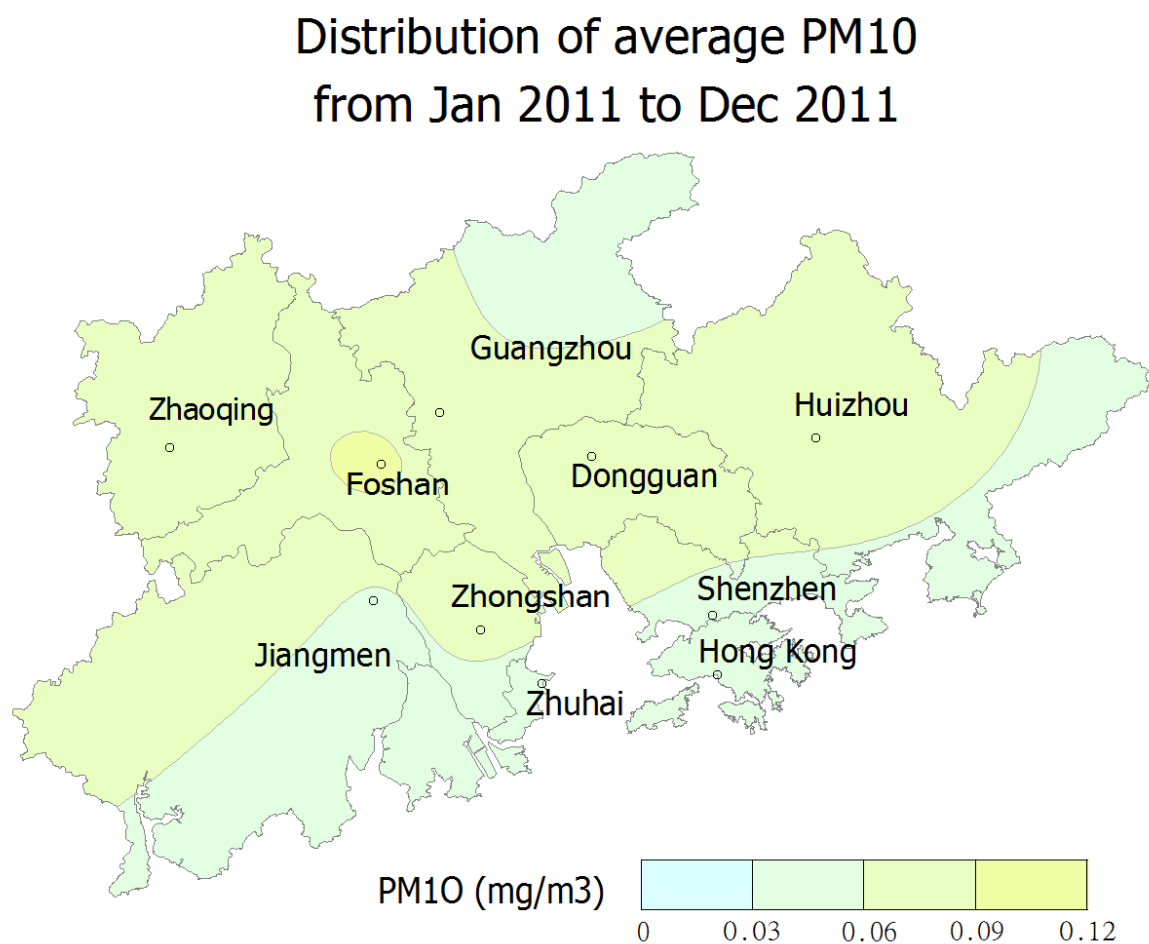 Distribution of average PM10
from Jan 2011 to Dec 2011
Guangzhou
Zhaoqing
Huizhou
Foshan
Dongguan
Zhongshan
Shenzhen
Jiangmen
Hong Kong
Zhuhai
PM10 (mg/m3)
0 0.03 0.06 0.09 0.12